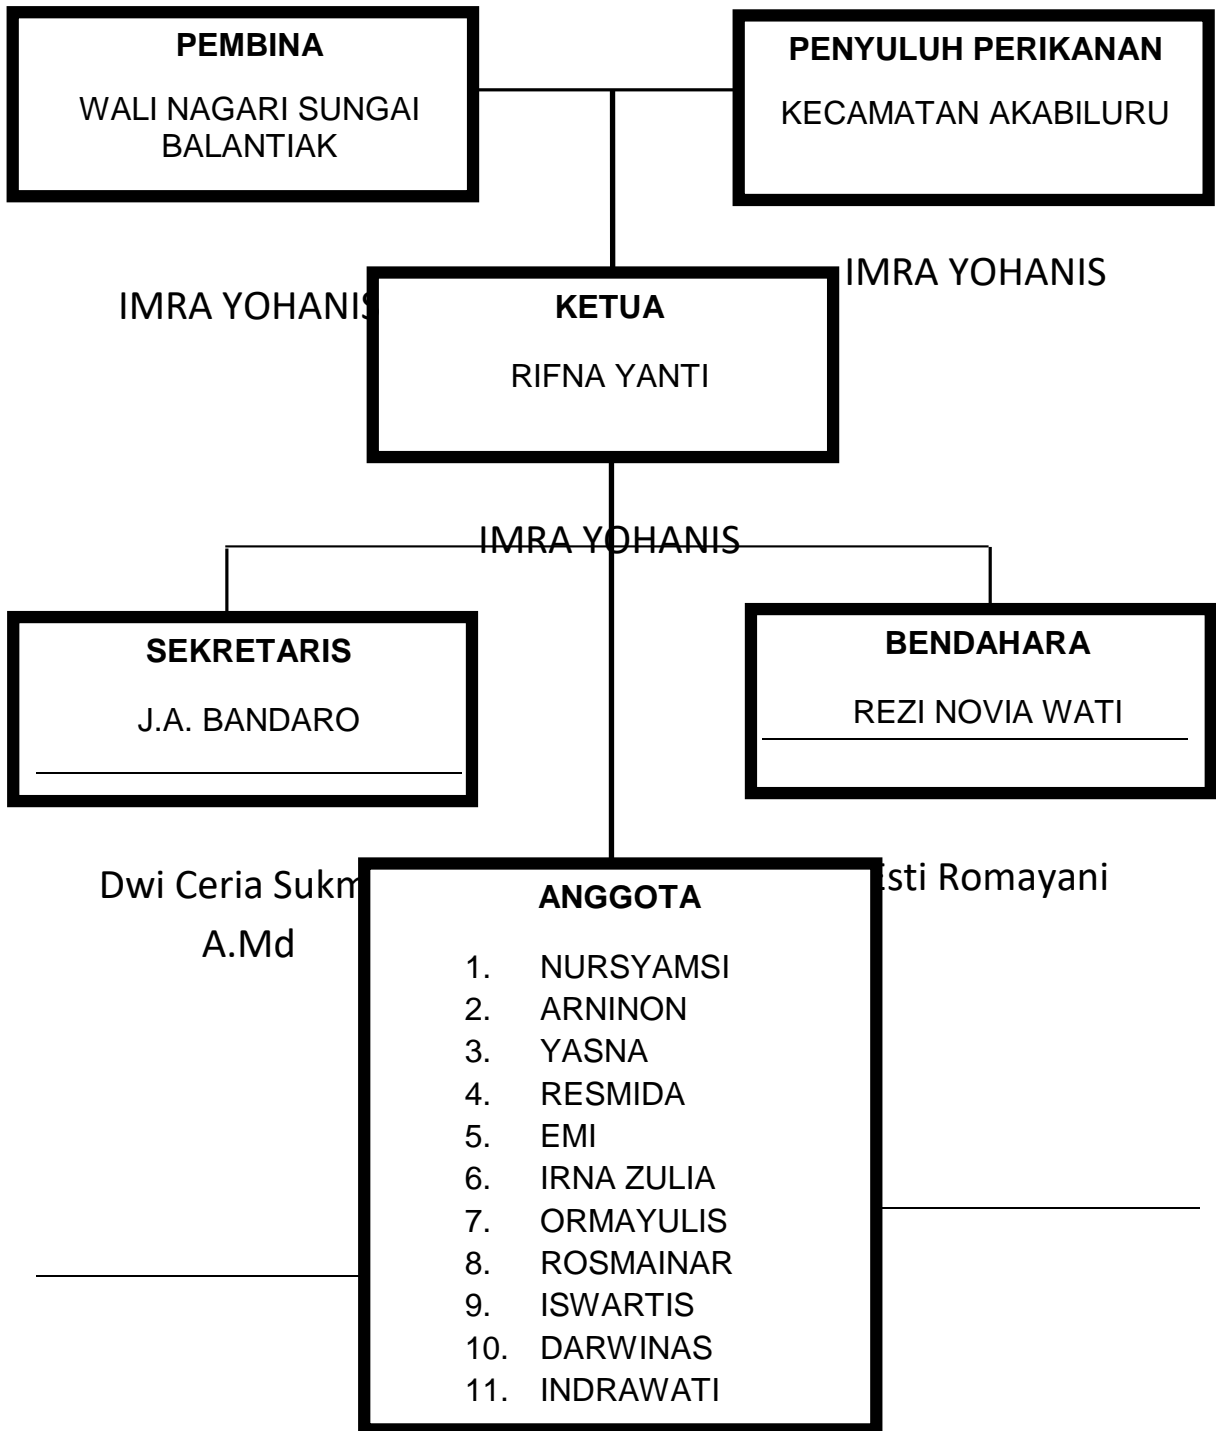 PEMBINA
WALI NAGARI SUNGAI
BALANTIAK
PENYULUH PERIKANAN
KECAMATAN AKABILURU
IMRA YOHANIS
IMRA YOHANIS
KETUA
RIFNA YANTI
IMRA YOHANIS
SEKRETARIS
J.A. BANDARO
BENDAHARA
REZI NOVIA WATI
Dwi Ceria
A.Md
Romayani
ANGGOTA
1. NURSYAMSI
2. ARNINON
3. YASNA
4. RESMIDA
5. EMI
6. IRNA ZULIA
7. ORMAYULIS
8. ROSMAINAR
9. ISWARTIS
10. DARWINAS
11. INDRAWATI